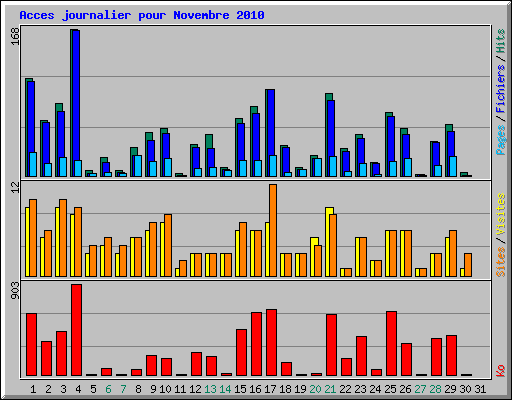 Acces journalier pour Novembre 2010
168
Pages/Fichiers/Hits
12
Sites/Visites
903
Ko
1 2 3 4 5 6 7 8 9 10 11 12 13 14 15 16 17 18 19 20 21 22 23 24 25 26 27 28 29 30 31